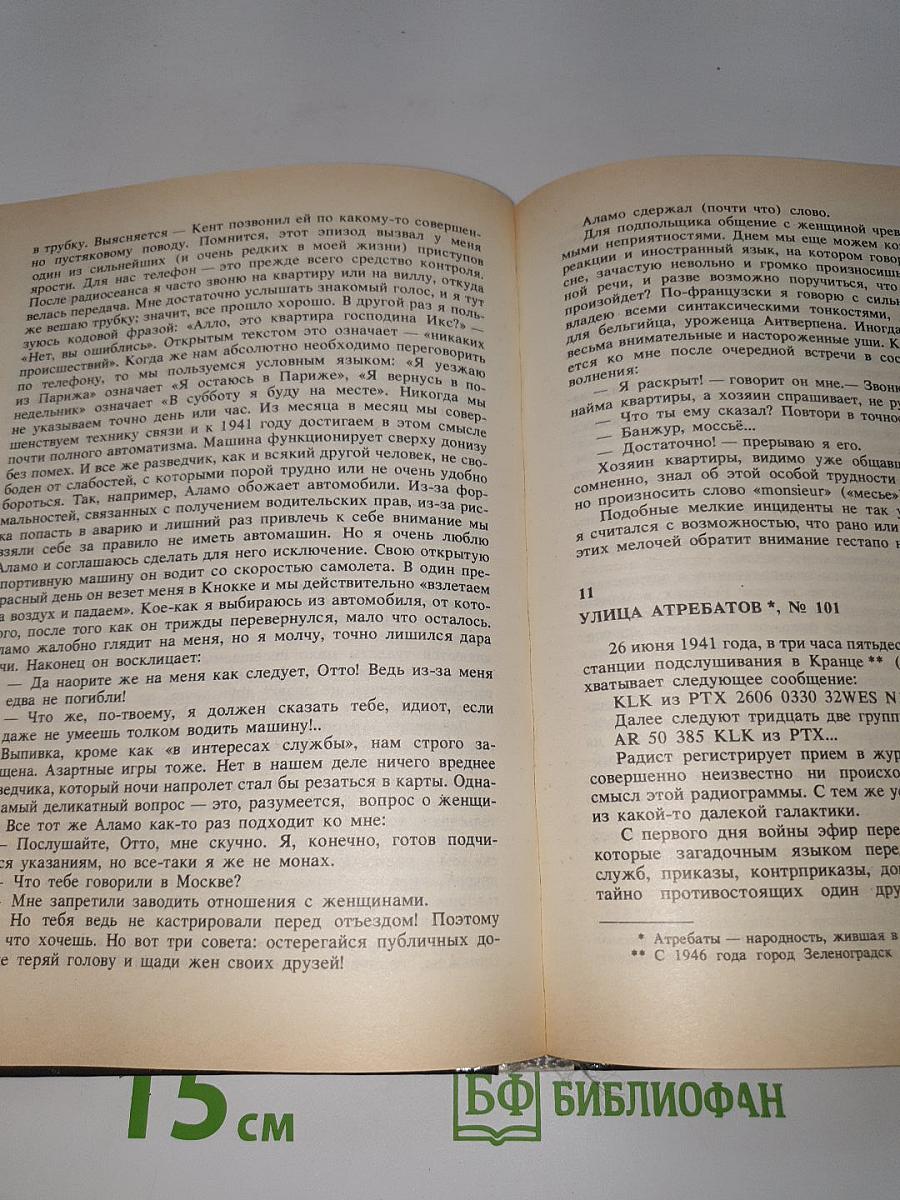 в трубку. Выясняется — Кент позвонил ей по какому-то совершен-
но пустяковому поводу. Помнится, этот эпизод вызвал у меня
один из сильнейших (и очень редких в моей жизни) приступов
ярости. Для нас телефон — это прежде всего средство контроля.
После радиосеанса я часто звоню на квартиру или на виллу, откуда
велась передача. Мне достаточно услышать знакомый голос, и я тут
же вешаю трубку; значит, все прошло хорошо. В другой раз я поль-
зуюсь кодовой фразой: «Алло, это квартира господина Икс?» —
«Нет, вы ошиблись». Открытым текстом это означает — «никаких
происшествий». Когда же нам абсолютно необходимо переговорить
по телефону, то мы пользуемся условным языком: «Я уезжаю
из Парижа» означает «Я остаюсь в Париже», «Я вернусь в по-
недельник» означает «В субботу я буду на месте». Никогда мы
не указываем точно день или час. Из месяца в месяц мы совер-
шенствуем технику связи и к 1941 году достигаем в этом смысле
почти полного автоматизма. Машина функционирует сверху донизу
без помех. И все же разведчик, как и всякий другой человек, не сво-
боден от слабостей, с которыми порой трудно или не очень удобно
бороться. Так, например, Аламо обожает автомобили. Из-за фор-
мальностей, связанных с получением водительских прав, из-за рис-
ка попасть в аварию и лишний раз привлечь к себе внимание мы
взяли себе за правило не иметь автомашин. Но я очень люблю
Аламо и соглашаюсь сделать для него исключение. Свою открытую
портивную машину он водит со скоростью самолета. В один пре-
расный день он везет меня в Кнокке и мы действительно «взлетаем
а воздух и падаем». Кое-как я выбираюсь из автомобиля, от кото-
ого, после того как он трижды перевернулся, мало что осталось.
ламо жалобно глядит на меня, но я молчу, точно лишился дара
чи. Наконец он восклицает:
— Да наорите же на меня как следует, Отто! Ведь из-за меня
едва не погибли!
— Что же, по-твоему, я должен сказать тебе, идиот, если
даже не умеешь толком водить машину!..
Выпивка, кроме как «в интересах службы», нам строго за-
щена. Азартные игры тоже. Нет в нашем деле ничего вреднее
ведчика, который ночи напролет стал бы резаться в карты. Одна-
амый деликатный вопрос — это, разумеется, вопрос о женщи-
Все тот же Аламо как-то раз подходит ко мне:
— Послушайте, Отто, мне скучно. Я, конечно, готов подчи-
ся указаниям, но все-таки я же не монах.
— Что тебе говорили в Москве?
— Мне запретили заводить отношения с женщинами.
Но тебя ведь не кастрировали перед отъездом! Поэтому
что хочешь. Но вот три совета: остерегайся публичных до-
е теряй голову и щади жен своих друзей!
Аламо сдержал (почти что) слово.
Для подпольщика общение с женщиной чрев
мыми неприятностями. Днем мы еще можем ко
реакции и иностранный язык, на котором говор
сне, зачастую невольно и громко произносишь
ной речи, и разве возможно поручиться, что
произойдет? По-французски я говорю с силь
владею всеми синтаксическими тонкостями,
для бельгийца, уроженца Антверпена. Иногда
весьма внимательные и настороженные уши. К
ется ко мне после очередной встречи в сос
волнения:
— Я раскрыт! — говорит он мне.— Звоню
найма квартиры, а хозяин спрашивает, не ру
— Что ты ему сказал? Повтори в точнос
— Банжур, моссьё...
— Достаточно! — прерываю я его.
Хозяин квартиры, видимо уже общавш
сомненно, знал об этой особой трудности
но произносить слово «monsieur» («месье»)
Подобные мелкие инциденты не так у
я считался с возможностью, что рано или
этих мелочей обратит внимание гестапо н
11
УЛИЦА АТРЕБАТОВ *, № 101
26 июня 1941 года, в три часа пятьдес
станции подслушивания в Кранце ** (
хватывает следующее сообщение:
KLK из PTX 2606 0330 32WES N
Далее следуют тридцать две групп
AR 50 385 KLK из PTX...
Радист регистрирует прием в жур
совершенно неизвестно ни происхо
смысл этой радиограммы. С тем же ус
из какой-то далекой галактики.
С первого дня войны эфир пере
которые загадочным языком перед
служб, приказы, контрприказы, до
тайно противостоящих один дру
* Атребаты — народность, жившая в
** С 1946 года город Зеленоградск
15 см
БФ БИБЛИОФАН